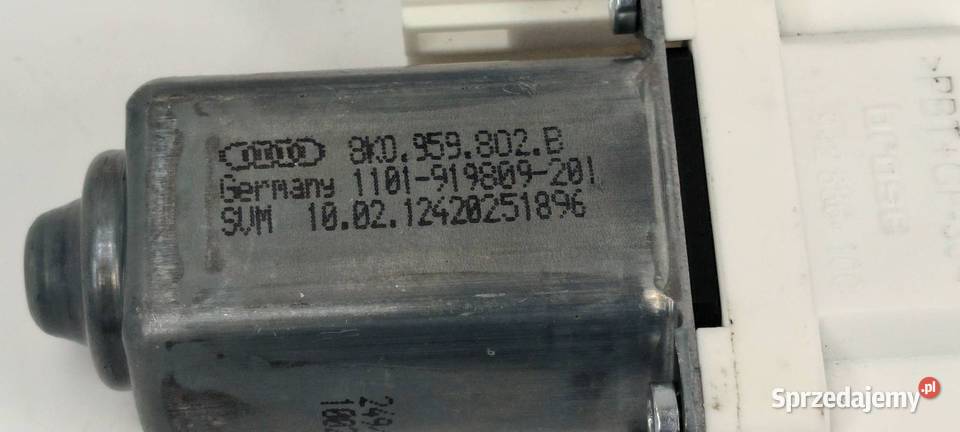 8K0.959.802.B
Germany 1101-919809-201
SVM 10.02.12420251896
Sprzedajemy.pl